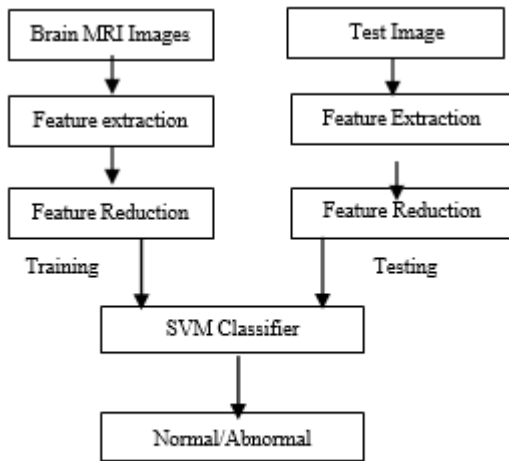 Brain MRI Images
Test Image
Feature extraction
Feature Extraction
Feature Reduction
Feature Reduction
Training
Testing
SVM Classifier
Normal/Abnormal